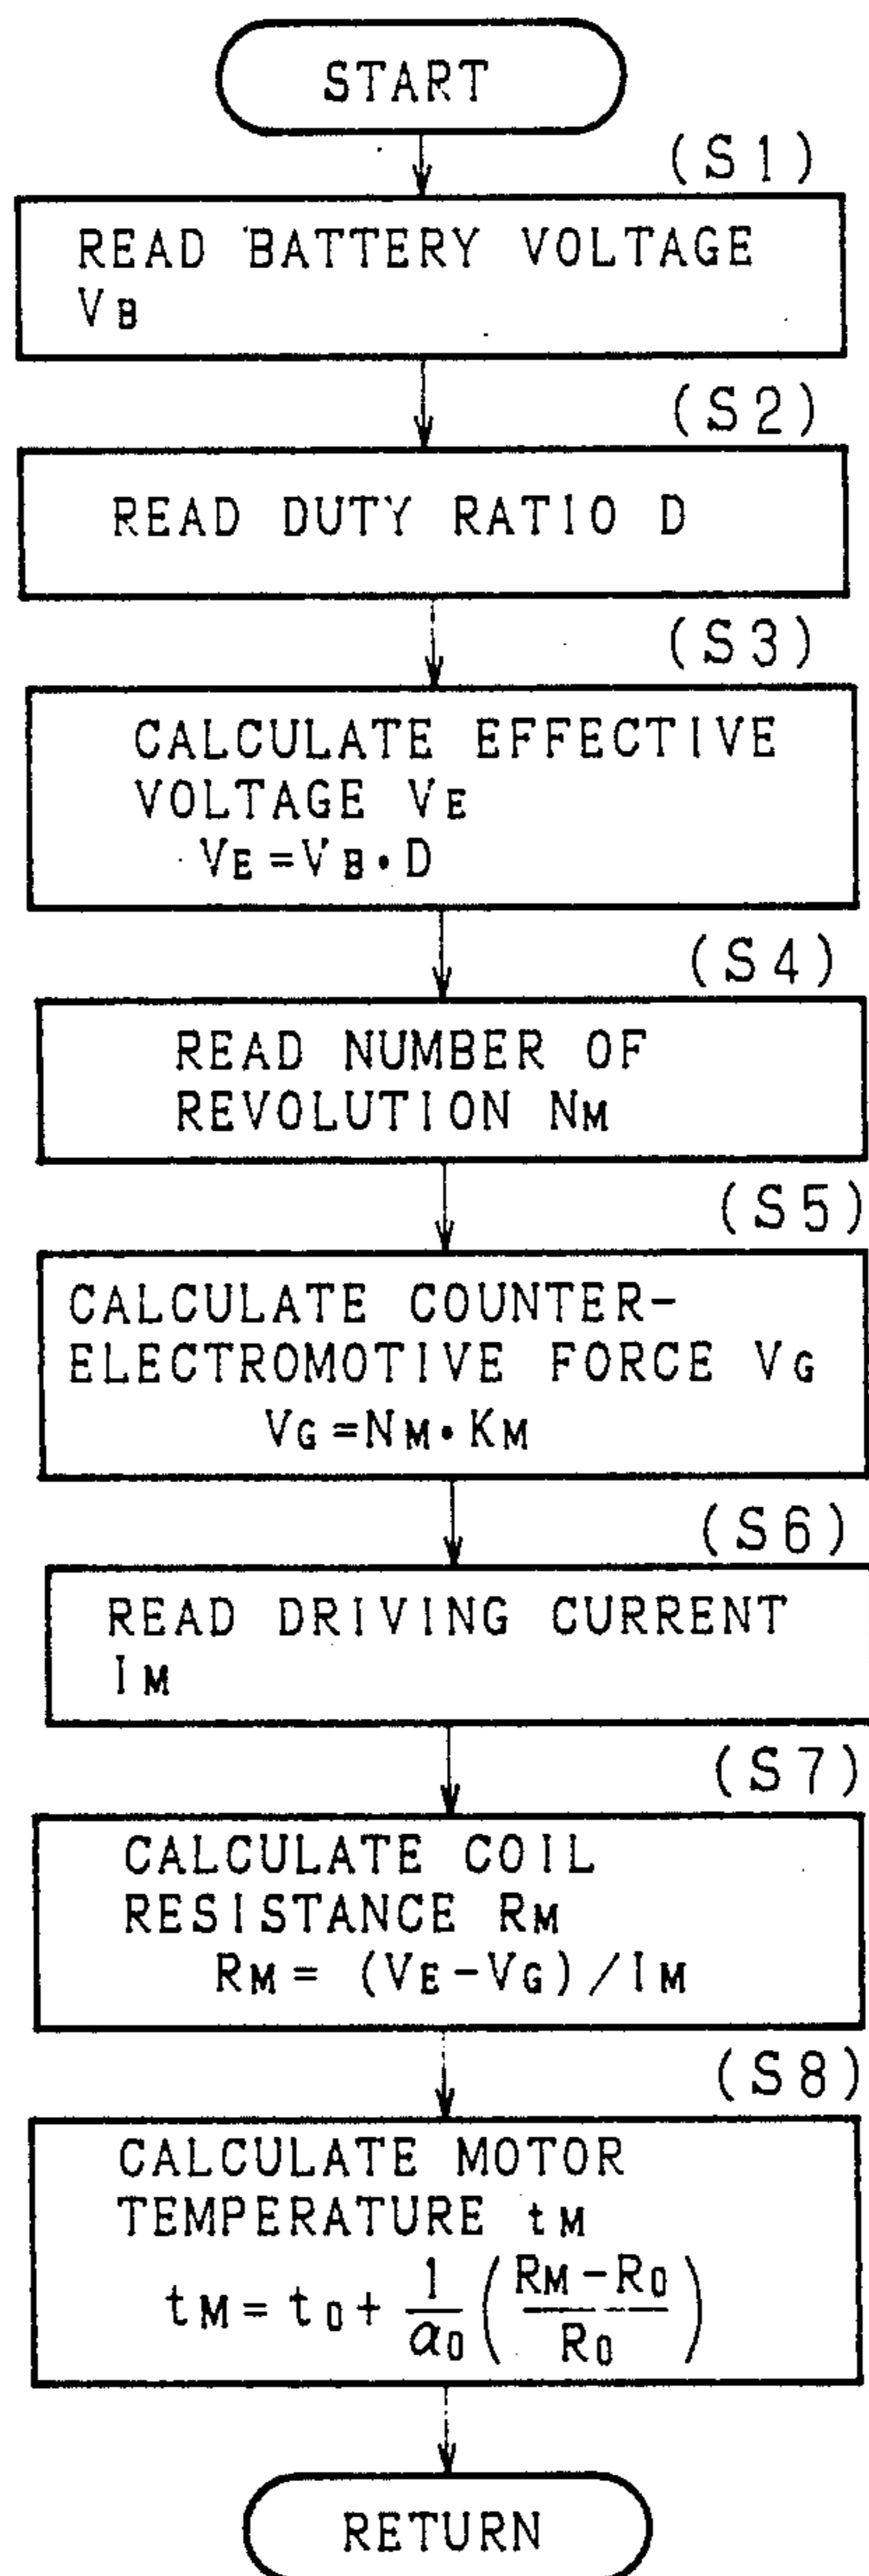 START
(S1)
READ BATTERY VOLTAGE
VB
(S2)
READ DUTY RATIO D
(S3)
CALCULATE EFFECTIVE
VOLTAGE VE
VE=VB•D
(S4)
READ NUMBER OF
REVOLUTION NM
(S5)
CALCULATE COUNTER-
ELECTROMOTIVE FORCE VG
VG=NM•KM
(S6)
READ DRIVING CURRENT
IM
(S7)
CALCULATE COIL
RESISTANCE RM
RM= (VE-VG)/IM
(S8)
CALCULATE MOTOR
TEMPERATURE tM
tM= t0+ 1/α0 ( RM-R0 / R0 )
RETURN